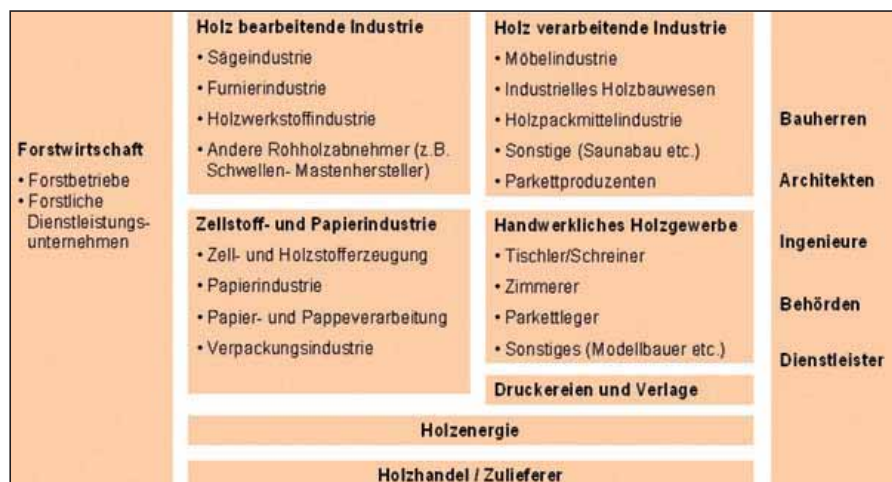 Forstwirtschaft
• Forstbetriebe
• Forstliche
Dienstleistungs-
unternehmen
Holz bearbeitende Industrie
• Sägeindustrie
• Furnierindustrie
• Holzwerkstoffindustrie
• Andere Rohholzabnehmer (z.B.
Schwellen- Mastenhersteller)
Holz verarbeitende Industrie
• Möbelindustrie
• Industrielles Holzbauwesen
• Holzpackmittelindustrie
• Sonstige (Saunabau etc.)
• Parkettproduzenten
Zellstoff- und Papierindustrie
• Zell- und Holzstofferzeugung
• Papierindustrie
• Papier- und Pappeverarbeitung
• Verpackungsindustrie
Handwerkliches Holzgewerbe
• Tischler/Schreiner
• Zimmerer
• Parkettleger
• Sonstiges (Modellbauer etc.)
Druckereien und Verlage
Holzenergie
Holzhandel / Zulieferer
Bauherren
Architekten
Ingenieure
Behörden
Dienstleister